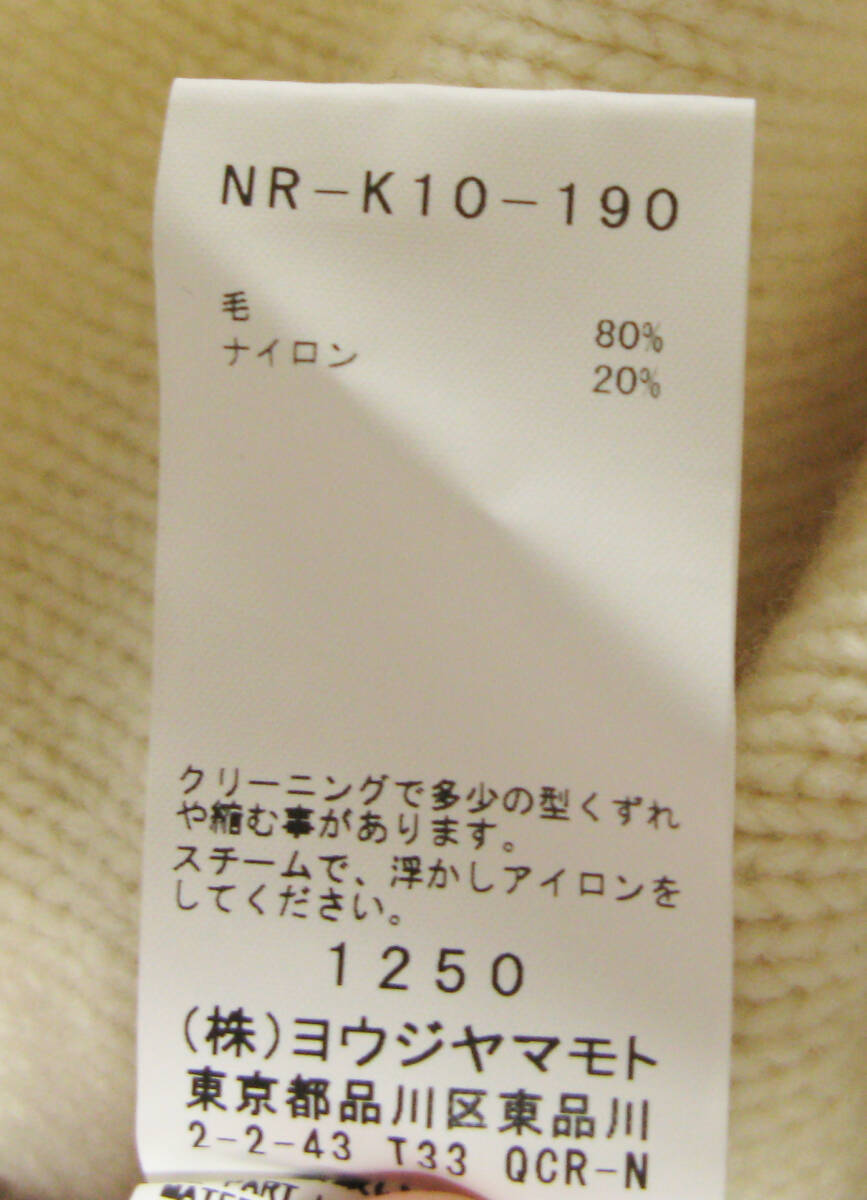 NR-K10-190
毛 80%
ナイロン 20%
クリーニングで多少の型くずれ
や縮む事があります。
スチームで、浮かしアイロンを
してください。
1250
(株)ヨウジヤマモト
東京都品川区東品川
2-2-43 T33 QCR-N
PART